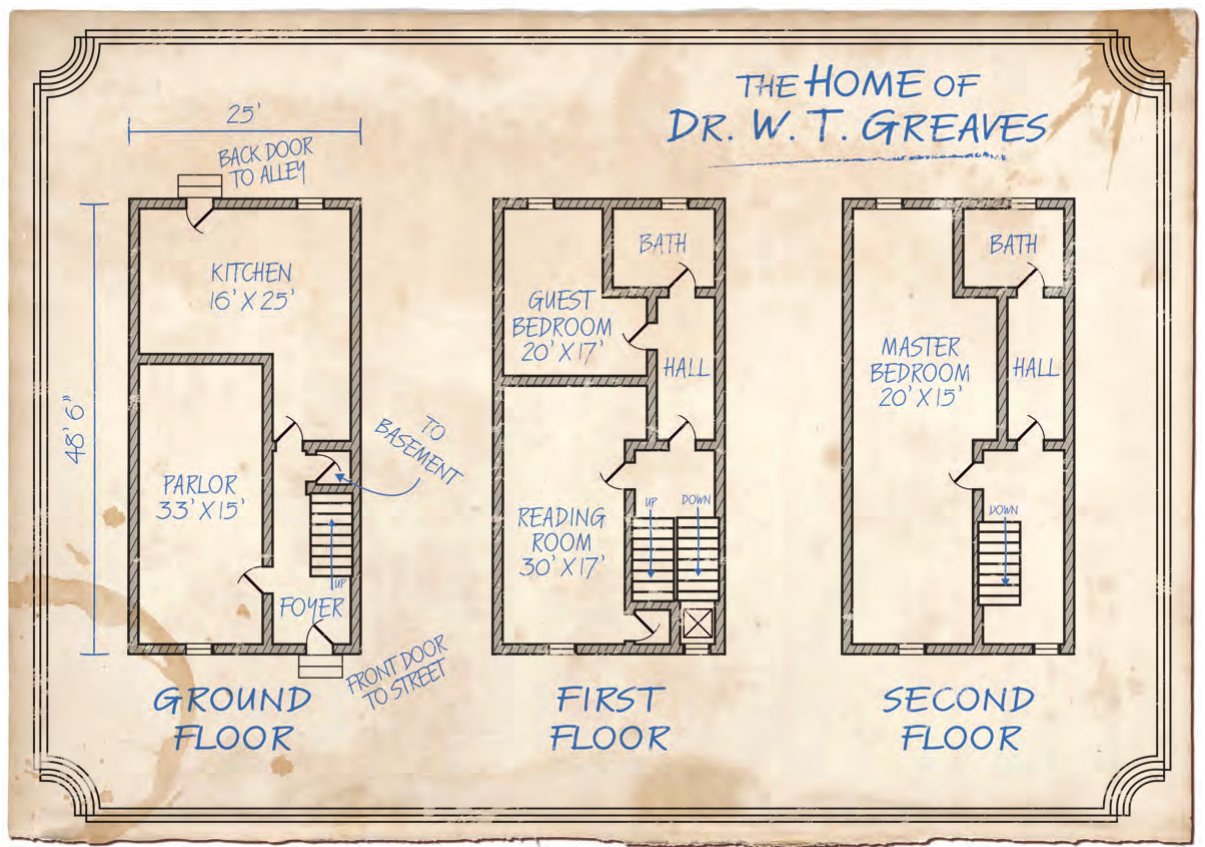 THE HOME OF
DR. W. T. GREAVES
25'
BACK DOOR
TO ALLEY
48' 6"
KITCHEN
16' X 25'
PARLOR
33' X 15'
TO
BASEMENT
UP
FOYER
FRONT DOOR
TO STREET
GROUND
FLOOR
BATH
GUEST
BEDROOM
20' X 17'
HALL
READING
ROOM
30' X 17'
UP
DOWN
FIRST
FLOOR
BATH
MASTER
BEDROOM
20' X 15'
HALL
DOWN
SECOND
FLOOR